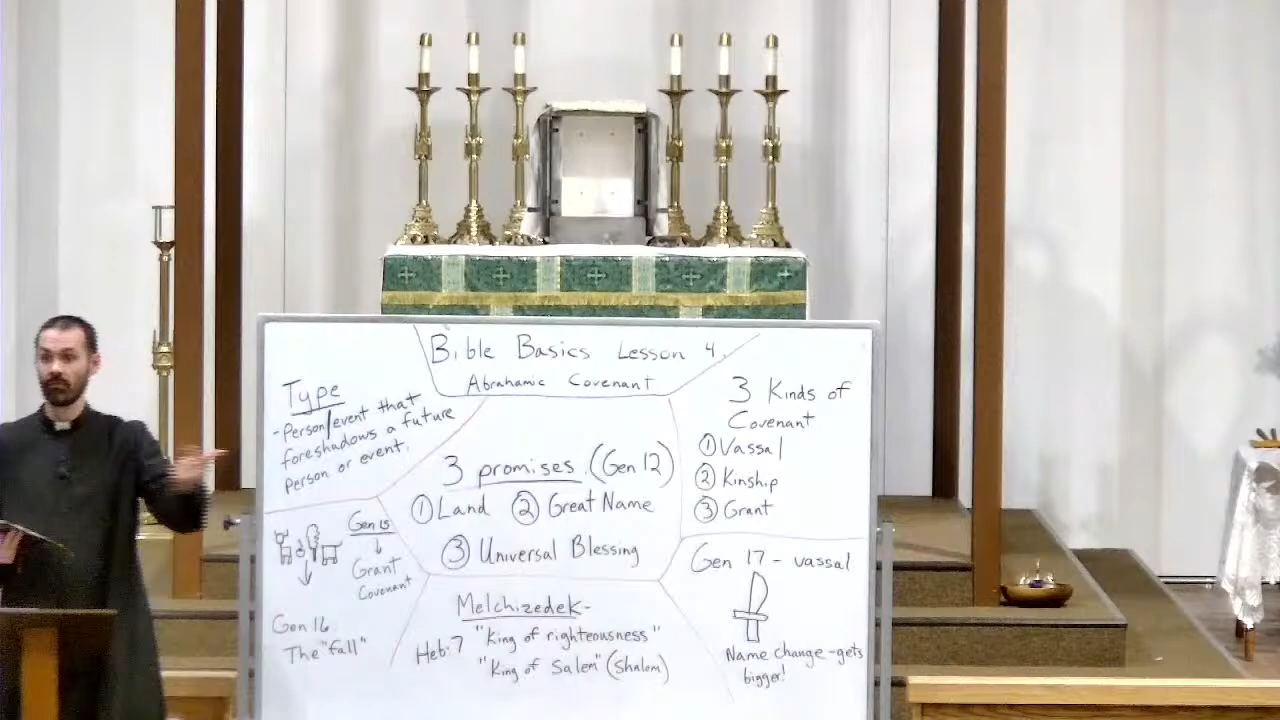 Bible Basics Lesson 4
Abrahamic Covenant
Type
-Person/event that
foreshadows a future
person or event.
3 promises (Gen 12)
① Land ② Great Name
③ Universal Blessing
3 Kinds of
Covenant
① Vassal
② Kinship
③ Grant
Gen 15
Grant
Covenant
Gen 16
The "fall"
Melchizedek-
Heb: 7 "King of righteousness"
"King of Salem" (Shalom)
Gen 17 - vassal
Name change - gets
bigger!